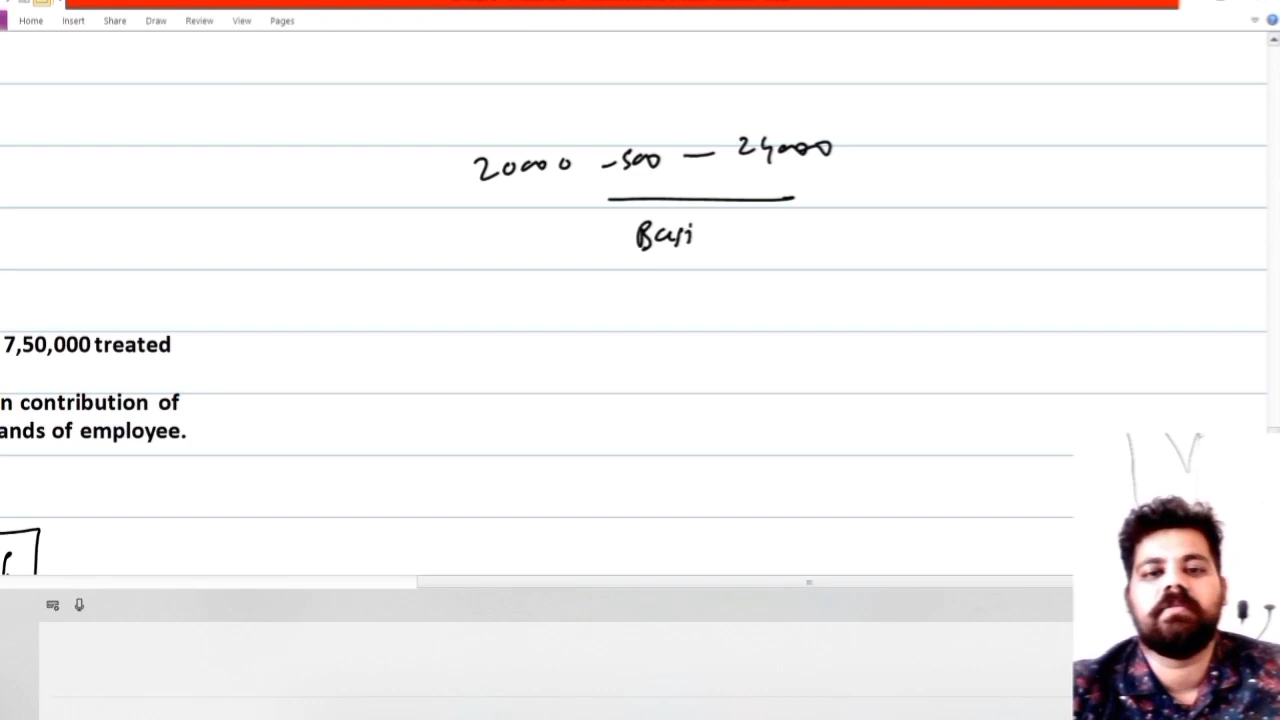 Home Insert Share Draw Review View Pages
20000 - 500 - 24000
Basi
7,50,000 treated
n contribution of
ands of employee.